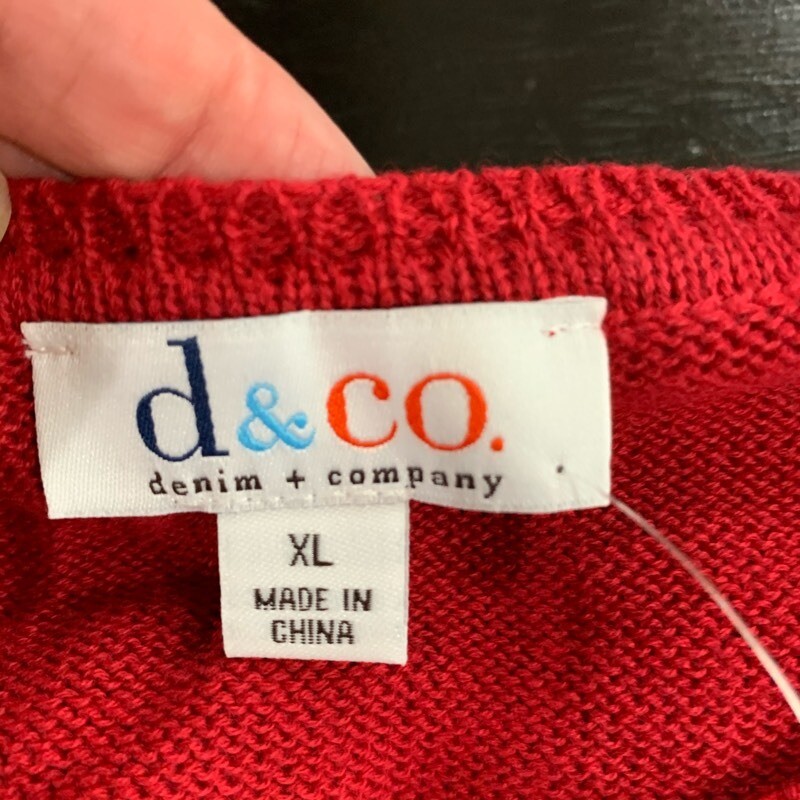 d & co.
denim + company
XL
MADE IN
CHINA